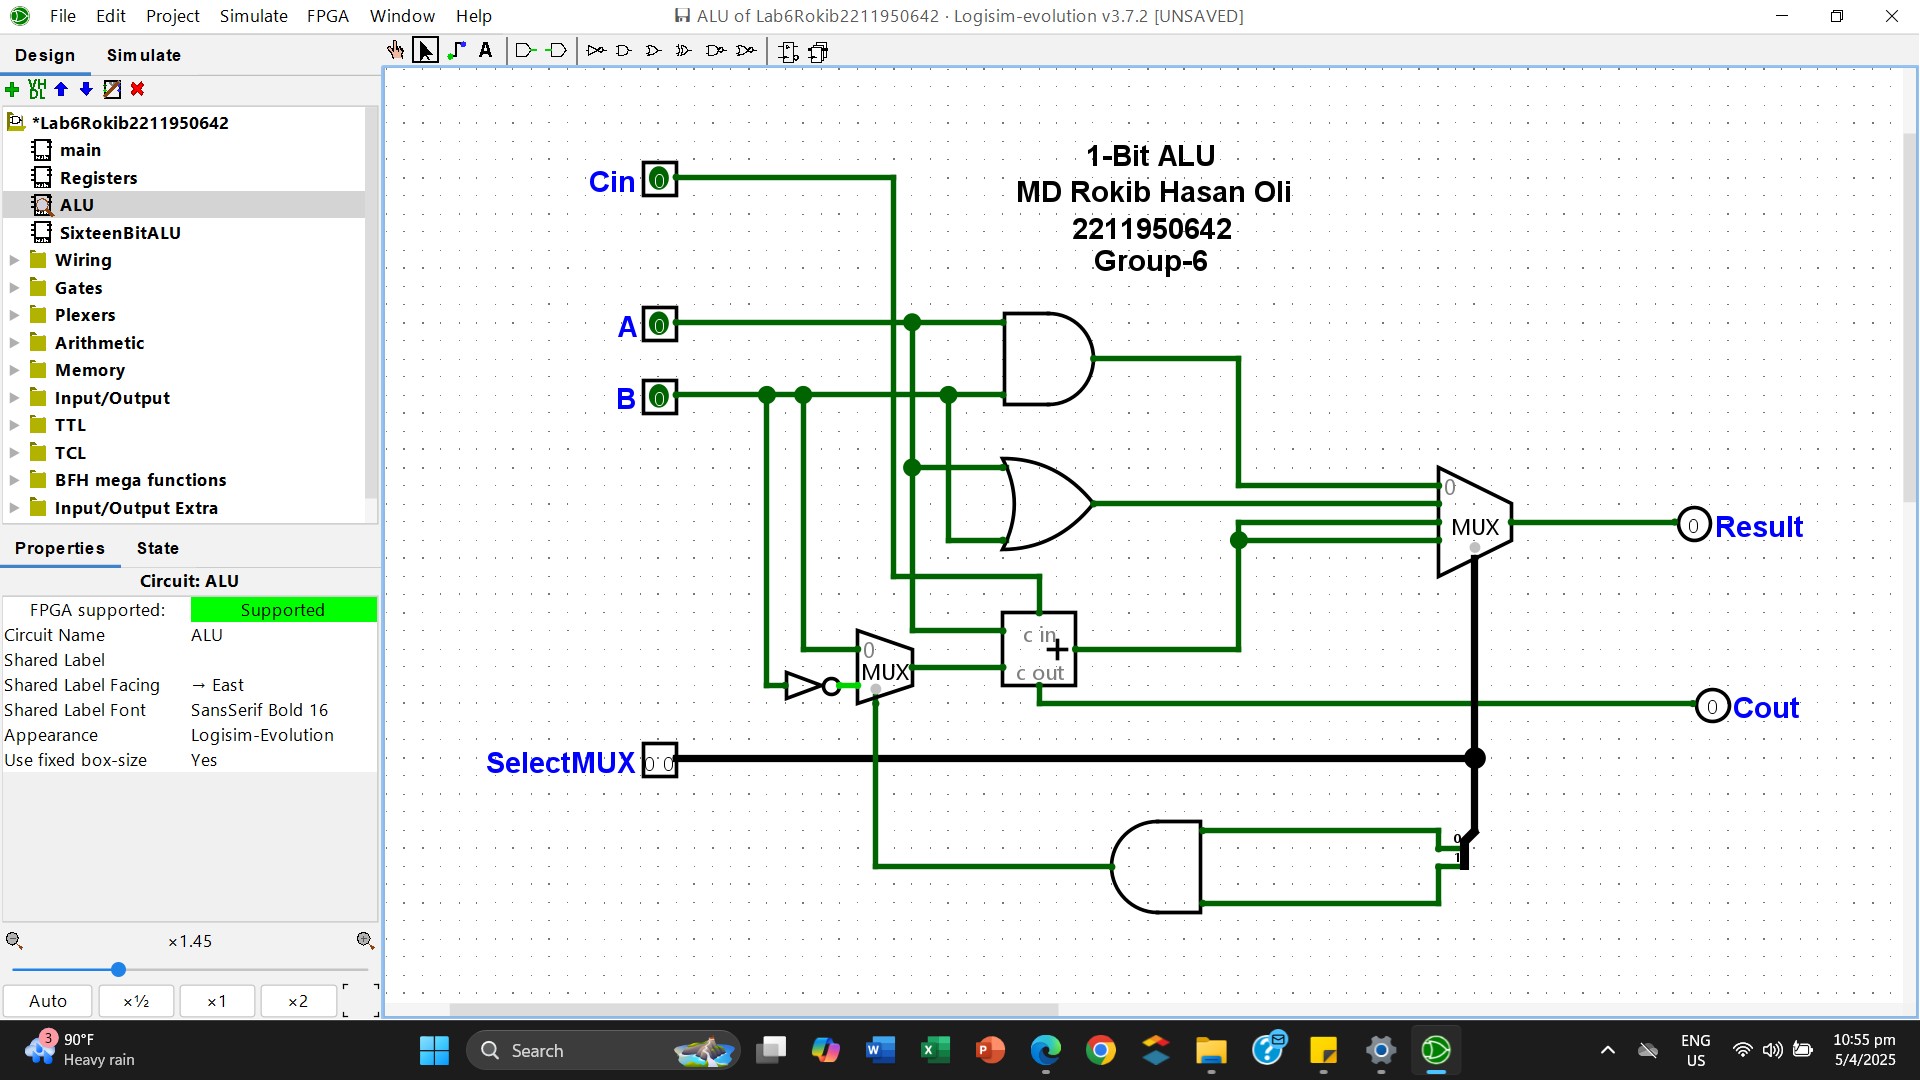 File Edit Project Simulate FPGA Window Help
ALU of Lab6Rokib2211950642 · Logisim-evolution v3.7.2 [UNSAVED]
Design Simulate
A
VH
DL
*Lab6Rokib2211950642
main
Registers
ALU
SixteenBitALU
Wiring
Gates
Plexers
Arithmetic
Memory
Input/Output
TTL
TCL
BFH mega functions
Input/Output Extra
Properties State
Circuit: ALU
FPGA supported: Supported
Circuit Name ALU
Shared Label
Shared Label Facing → East
Shared Label Font SansSerif Bold 16
Appearance Logisim-Evolution
Use fixed box-size Yes
×1.45
Auto ×½ ×1 ×2
1-Bit ALU
MD Rokib Hasan Oli
2211950642
Group-6
Cin 0
A 0
B 0
0
MUX
0 Result
c in
+
c out
0
MUX
0 Cout
SelectMUX 0 0
0
1
3
90°F
Heavy rain
Search
ENG
US
10:55 pm
5/4/2025